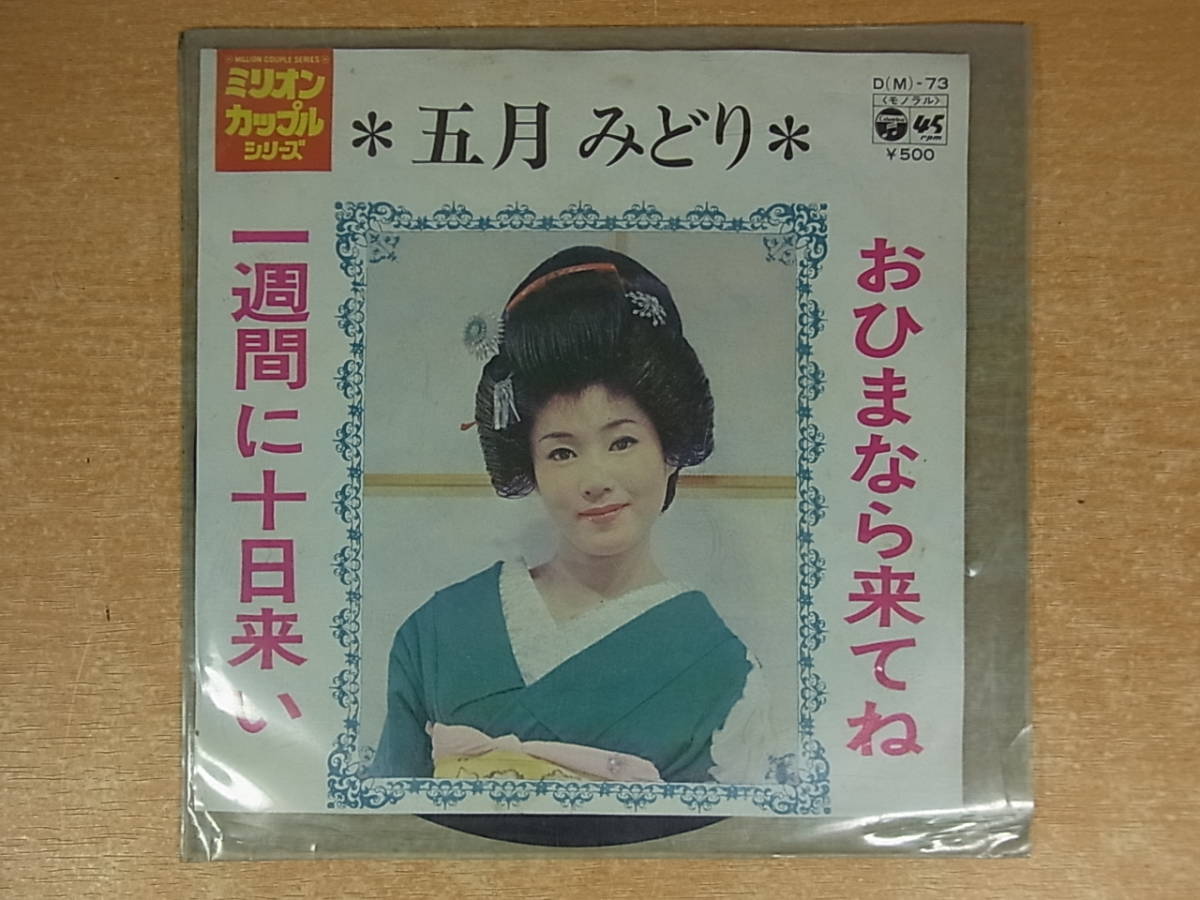 MILLION COUPLE SERIES
ミリオン
カップル
シリーズ
＊五月 みどり＊
D(M)-73
〈モノラル〉
Columbia
45
rpm
￥500
おひまなら来てね
一週間に十日来い